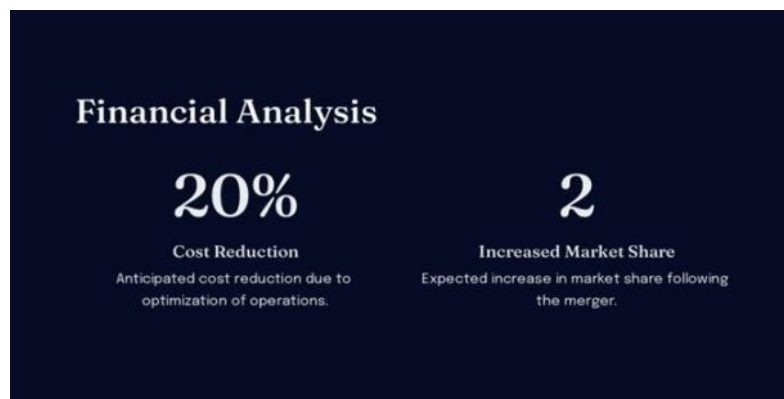 Financial Analysis
20%
Cost Reduction
Anticipated cost reduction due to
optimization of operations.
2
Increased Market Share
Expected increase in market share following
the merger.